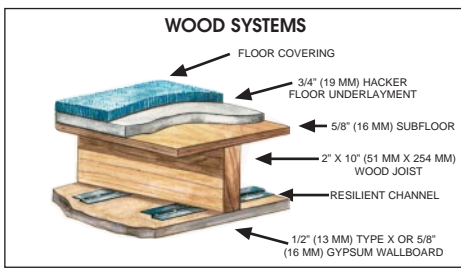 WOOD SYSTEMS
FLOOR COVERING
3/4" (19 MM) HACKER
FLOOR UNDERLAYMENT
5/8" (16 MM) SUBFLOOR
2" X 10" (51 MM X 254 MM)
WOOD JOIST
RESILIENT CHANNEL
1/2" (13 MM) TYPE X OR 5/8"
(16 MM) GYPSUM WALLBOARD